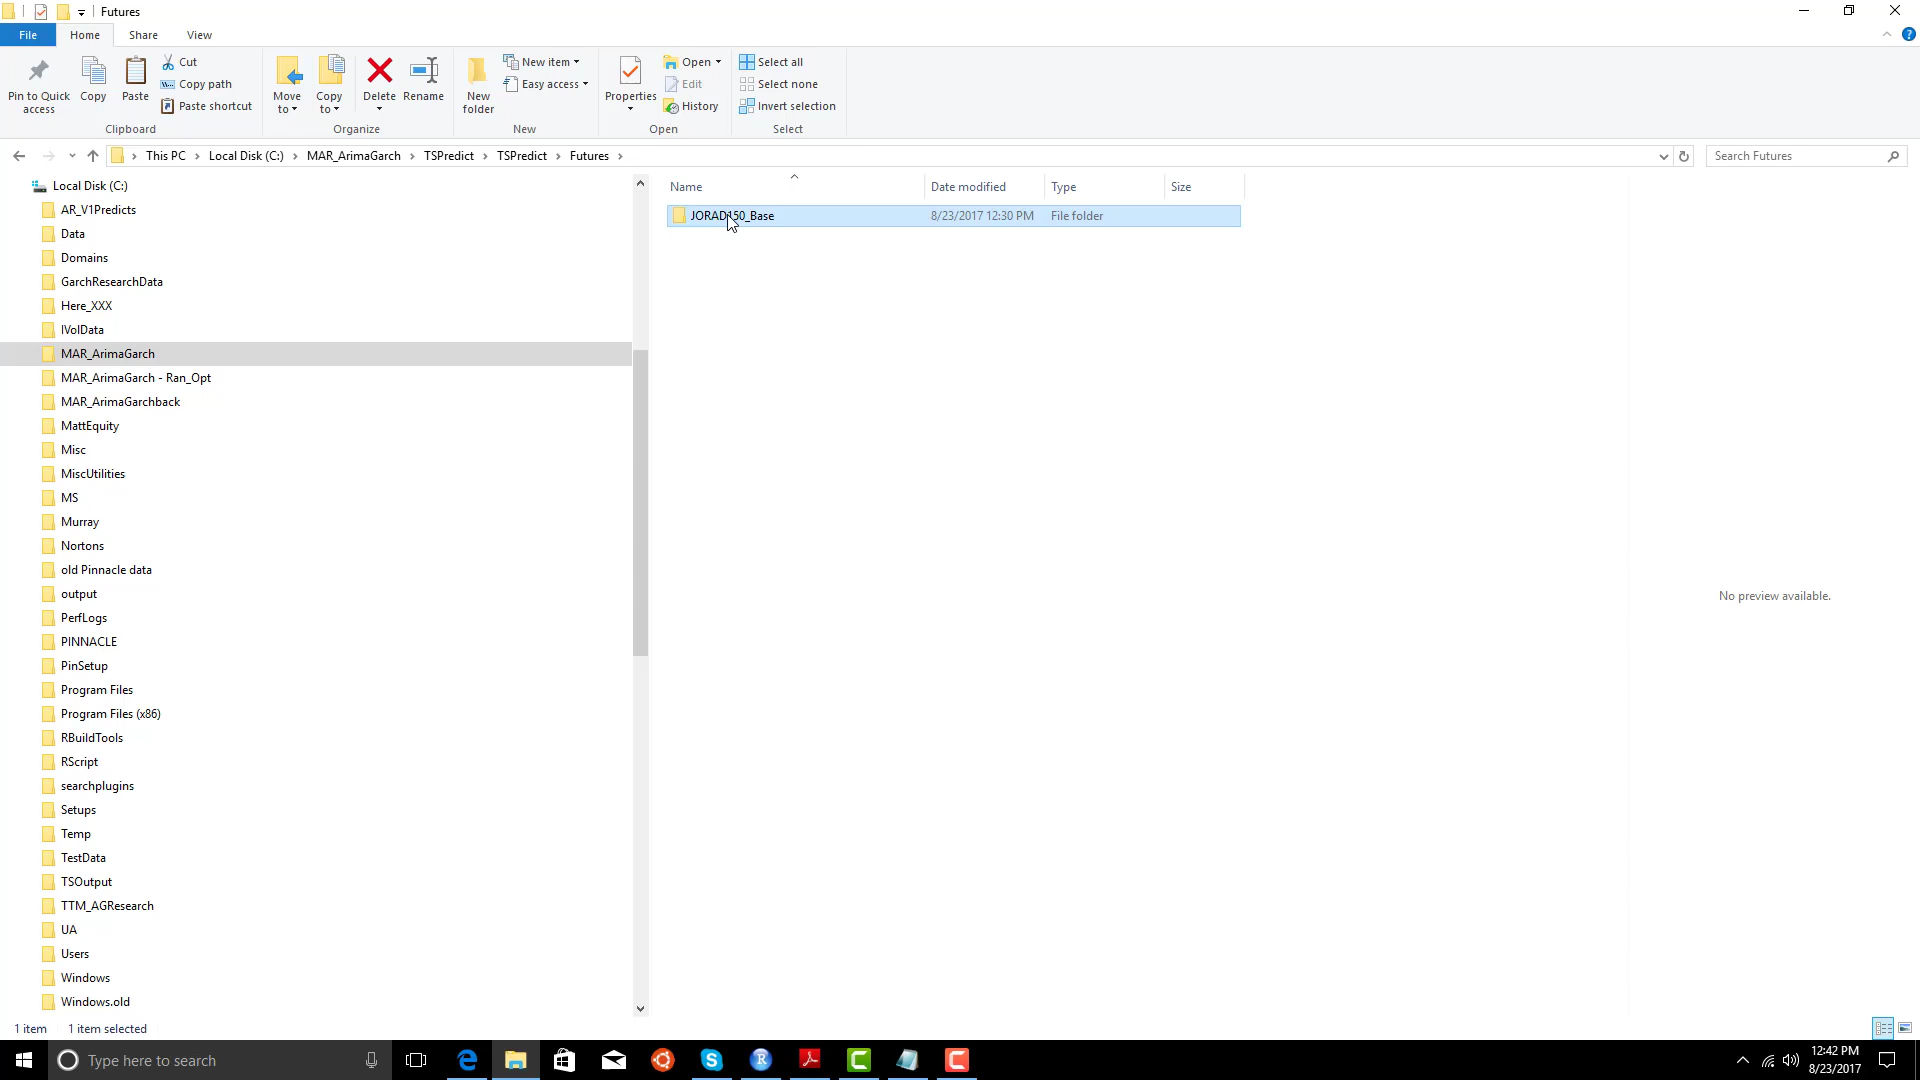 Futures
File Home Share View
Pin to Quick access
Copy
Paste
Cut
Copy path
Paste shortcut
Clipboard
Move to
Copy to
Delete
Rename
Organize
New folder
New item
Easy access
New
Properties
Open
Edit
History
Open
Select all
Select none
Invert selection
Select
This PC Local Disk (C:) MAR_ArimaGarch TSPredict TSPredict Futures
Search Futures
Local Disk (C:)
AR_V1Predicts
Data
Domains
GarchResearchData
Here_XXX
IVolData
MAR_ArimaGarch
MAR_ArimaGarch - Ran_Opt
MAR_ArimaGarchback
MattEquity
Misc
MiscUtilities
MS
Murray
Nortons
old Pinnacle data
output
PerfLogs
PINNACLE
PinSetup
Program Files
Program Files (x86)
RBuildTools
RScript
searchplugins
Setups
Temp
TestData
TSOutput
TTM_AGResearch
UA
Users
Windows
Windows.old
Name Date modified Type Size
JORAD150_Base 8/23/2017 12:30 PM File folder
No preview available.
1 item 1 item selected
Type here to search
12:42 PM
8/23/2017